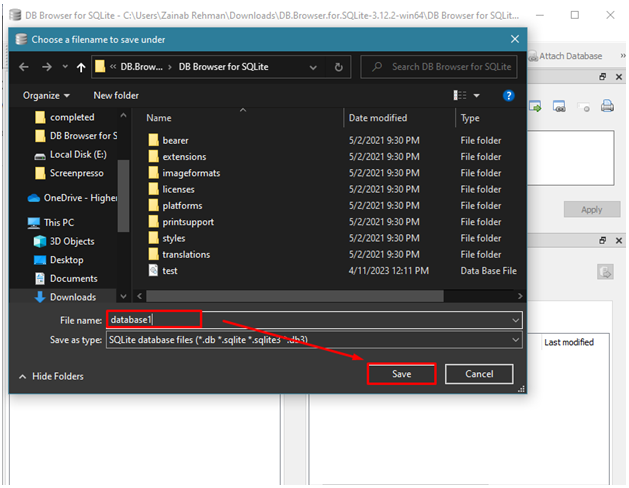 DB Browser for SQLite - C:\Users\Zainab Rehman\Downloads\DB.Browser.for.SQLite-3.12.2-win64\DB Browser for SQL...
Choose a filename to save under
« DB.Brow... › DB Browser for SQLite
Search DB Browser for SQLite
Attach Database
Organize
New folder
Name
Date modified
Type
completed
DB Browser for S
Local Disk (E:)
Screenpresso
OneDrive - Higher
This PC
3D Objects
Desktop
Documents
Downloads
bearer 5/2/2021 9:30 PM File folder
extensions 5/2/2021 9:30 PM File folder
imageformats 5/2/2021 9:30 PM File folder
licenses 5/2/2021 9:30 PM File folder
platforms 5/2/2021 9:30 PM File folder
printsupport 5/2/2021 9:30 PM File folder
styles 5/2/2021 9:30 PM File folder
translations 5/2/2021 9:30 PM File folder
test 4/11/2023 12:11 PM Data Base File
Apply
File name: database1
Save as type: SQLite database files (*.db *.sqlite *.sqlite3 *.db3)
Last modified
Hide Folders
Save
Cancel